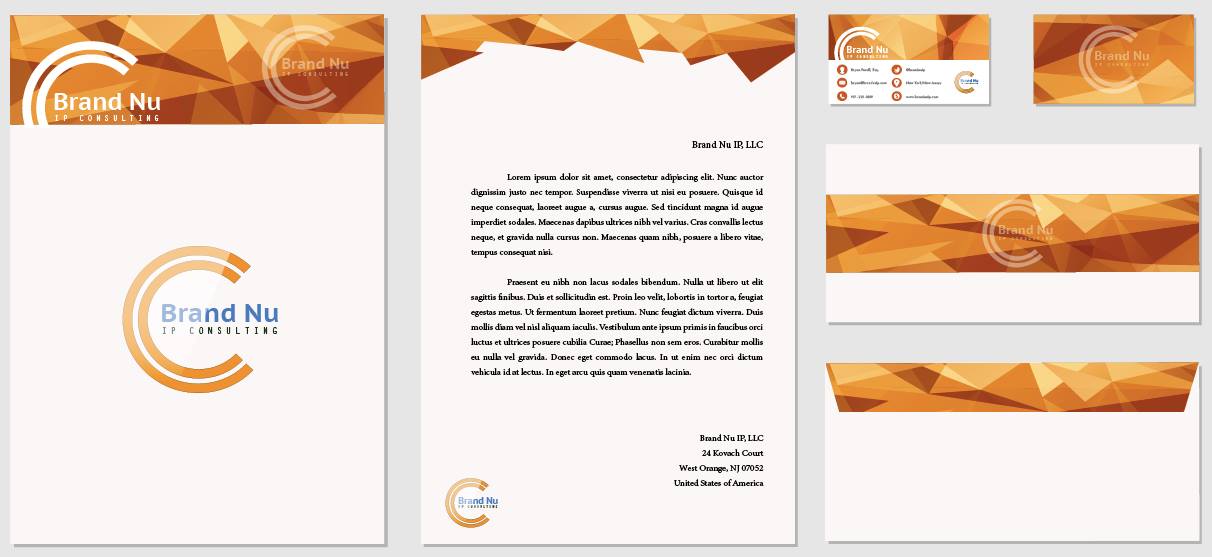 Brand Nu
IP CONSULTING
Brand Nu
IP CONSULTING
Brand Nu
IP CONSULTING
Brand Nu IP, LLC
Lorem ipsum dolor sit amet, consectetur adipiscing elit. Nunc auctor
dignissim justo nec tempor. Suspendisse viverra ut nisi eu posuere. Quisque id
neque consequat, laoreet augue a, cursus augue. Sed tincidunt magna id augue
imperdiet sodales. Maecenas dapibus ultrices nibh vel varius. Cras convallis lectus
neque, et gravida nulla cursus non. Maecenas quam nibh, posuere a libero vitae,
tempus consequat nisi.
Praesent eu nibh non lacus sodales bibendum. Nulla ut libero ut elit
sagittis finibus. Duis et sollicitudin est. Proin leo velit, lobortis in tortor a, feugiat
egestas metus. Ut fermentum laoreet pretium. Nunc feugiat dictum viverra. Duis
mollis diam vel nisl aliquam iaculis. Vestibulum ante ipsum primis in faucibus orci
luctus et ultrices posuere cubilia Curae; Phasellus non sem eros. Curabitur mollis
eu nulla vel gravida. Donec eget commodo lacus. In ut enim nec orci dictum
vehicula id at lectus. In eget arcu quis quam venenatis lacinia.
Brand Nu IP, LLC
24 Kovach Court
West Orange, NJ 07052
United States of America
Brand Nu
IP CONSULTING
Brand Nu
IP CONSULTING
New York/New Jersey
Brand Nu
Brand Nu
IP CONSULTING
Brand Nu
IP CONSULTING